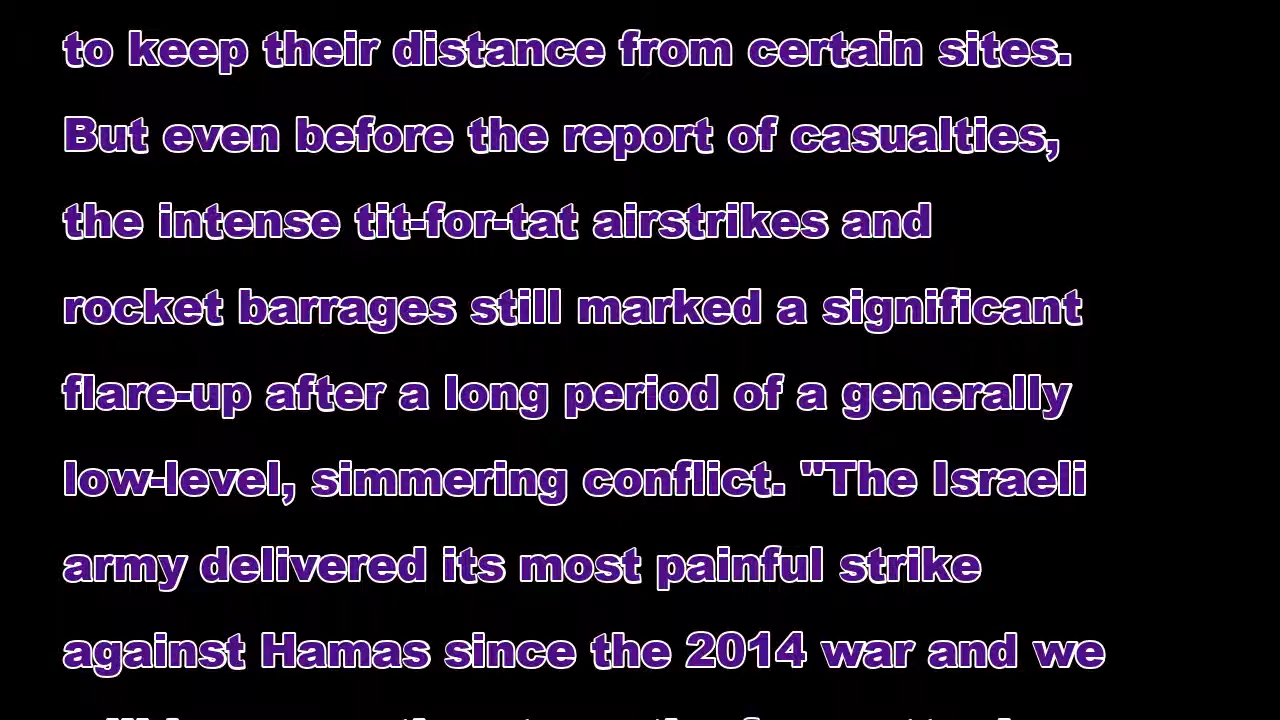 to keep their distance from certain sites.
But even before the report of casualties,
the intense tit-for-tat airstrikes and
rocket barrages still marked a significant
flare-up after a long period of a generally
low-level, simmering conflict. "The Israeli
army delivered its most painful strike
against Hamas since the 2014 war and we